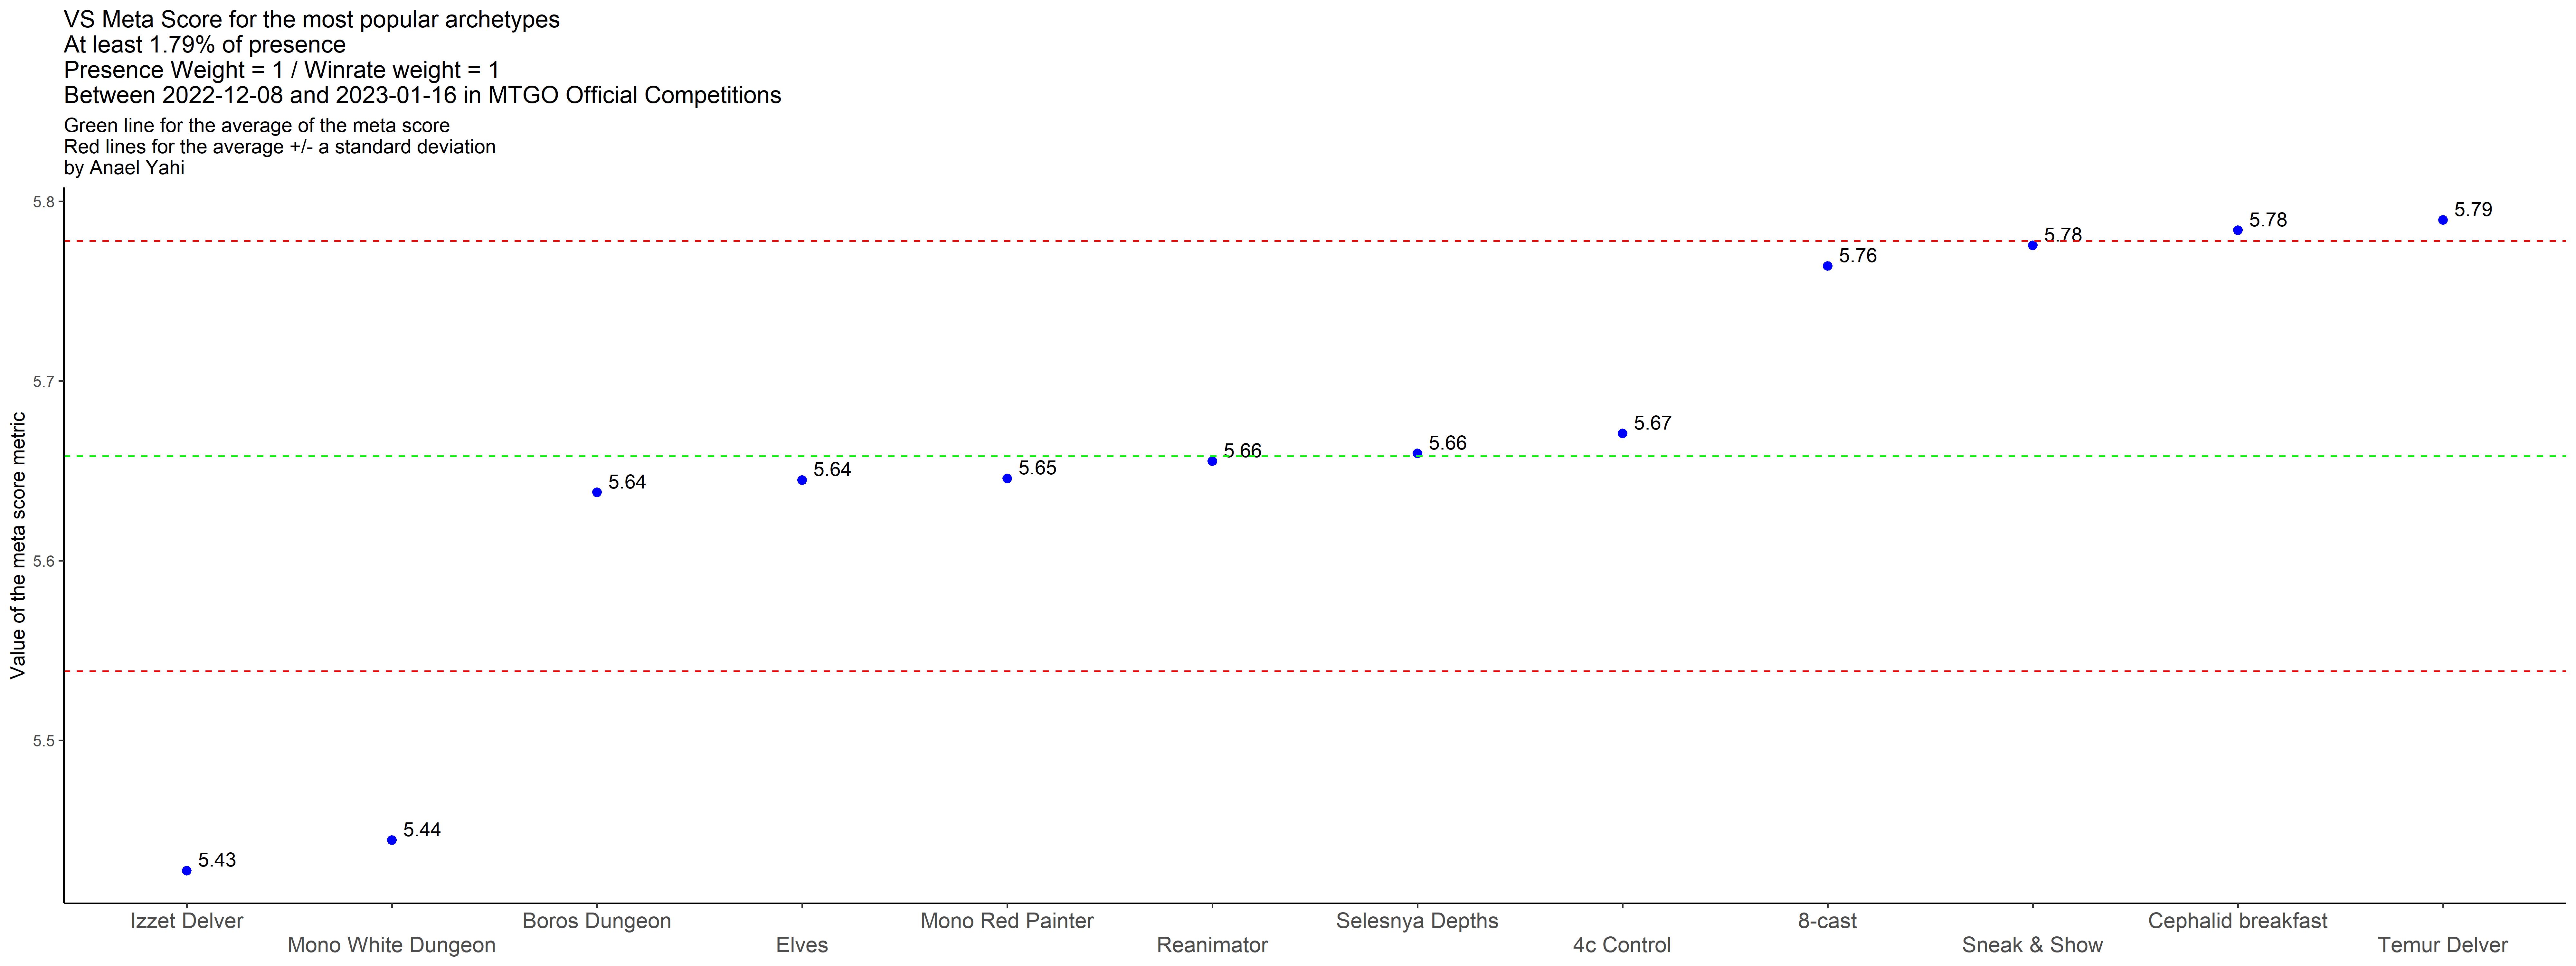 VS Meta Score for the most popular archetypes
At least 1.79% of presence
Presence Weight = 1 / Winrate weight = 1
Between 2022-12-08 and 2023-01-16 in MTGO Official Competitions
Green line for the average of the meta score
Red lines for the average +/- a standard deviation
by Anael Yahi
Value of the meta score metric
5.8
5.7
5.6
5.5
5.43
5.44
5.64
5.64
5.65
5.66
5.66
5.67
5.76
5.78
5.78
5.79
Izzet Delver
Mono White Dungeon
Boros Dungeon
Elves
Mono Red Painter
Reanimator
Selesnya Depths
4c Control
8-cast
Sneak & Show
Cephalid breakfast
Temur Delver